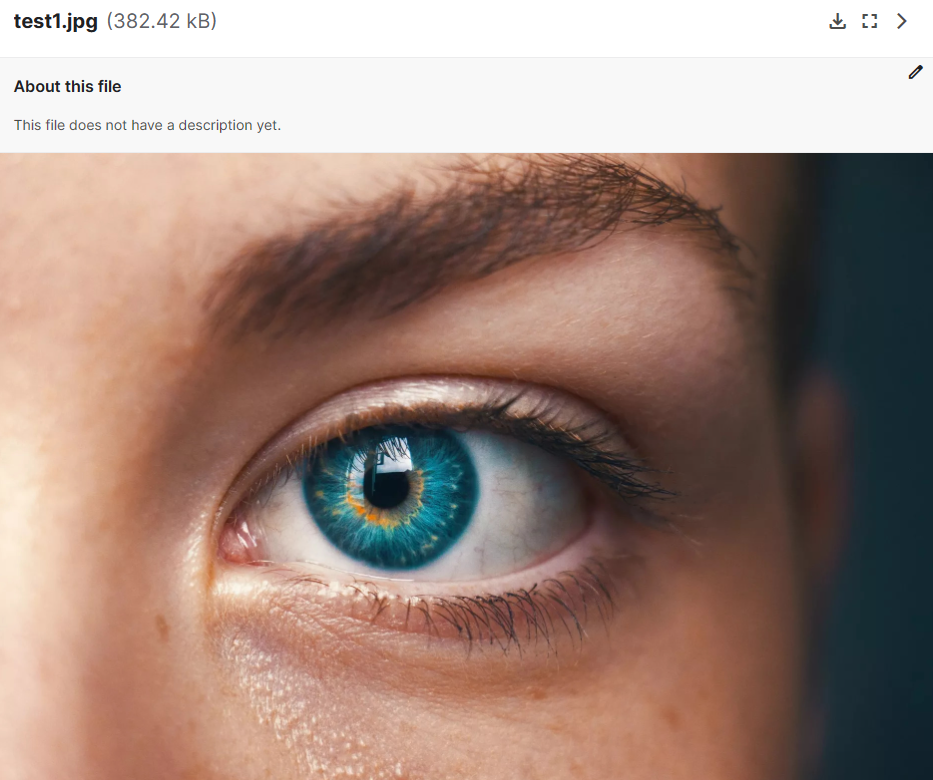 test1.jpg (382.42 kB)
About this file
This file does not have a description yet.